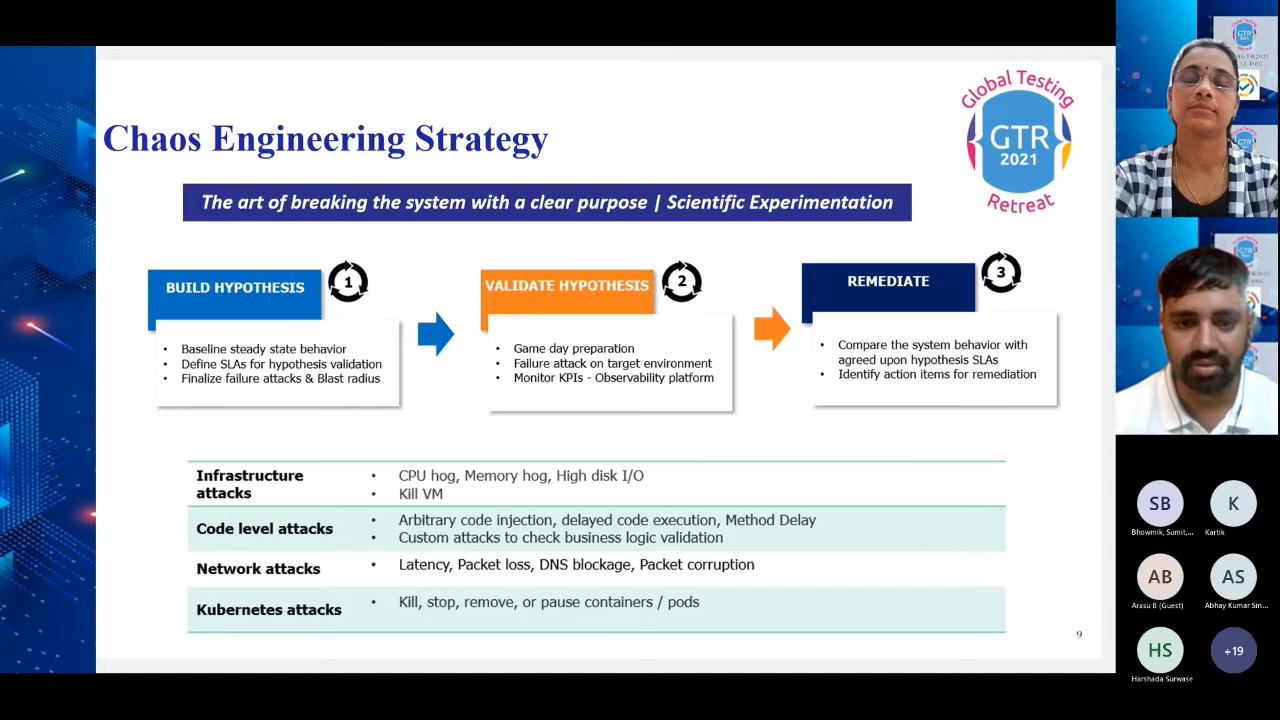 Chaos Engineering Strategy
Global Testing
GTR
2021
Retreat
The art of breaking the system with a clear purpose | Scientific Experimentation
BUILD HYPOTHESIS
1
• Baseline steady state behavior
• Define SLAs for hypothesis validation
• Finalize failure attacks & Blast radius
VALIDATE HYPOTHESIS
2
• Game day preparation
• Failure attack on target environment
• Monitor KPIs - Observability platform
REMEDIATE
3
• Compare the system behavior with
agreed upon hypothesis SLAs
• Identify action items for remediation
Infrastructure
attacks
• CPU hog, Memory hog, High disk I/O
• Kill VM
Code level attacks
• Arbitrary code injection, delayed code execution, Method Delay
• Custom attacks to check business logic validation
Network attacks
• Latency, Packet loss, DNS blockage, Packet corruption
Kubernetes attacks
• Kill, stop, remove, or pause containers / pods
9
GTR
SB
Bhowmik, Sumit,...
K
Kartik
AB
Arasu B (Guest)
AS
Abhay Kumar Sin...
HS
Harshada Surwase
+19